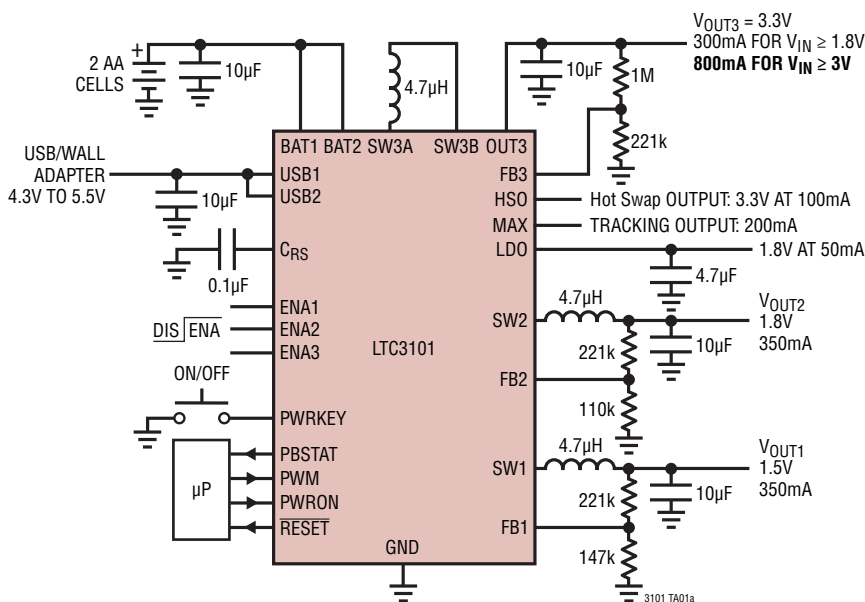 2 AA
CELLS
+
10µF
4.7µH
10µF
1M
221k
VOUT3 = 3.3V
300mA FOR VIN ≥ 1.8V
800mA FOR VIN ≥ 3V
BAT1 BAT2 SW3A SW3B OUT3
USB/WALL
ADAPTER
4.3V TO 5.5V
10µF
USB1
USB2
FB3
HSO
Hot Swap OUTPUT: 3.3V AT 100mA
MAX
TRACKING OUTPUT: 200mA
LDO
1.8V AT 50mA
4.7µF
0.1µF
CRS
ENA1
DIS ENA
ENA2
ENA3
LTC3101
SW2
4.7µH
221k
10µF
VOUT2
1.8V
350mA
FB2
110k
ON/OFF
PWRKEY
µP
PBSTAT
PWM
PWRON
RESET
SW1
4.7µH
221k
10µF
VOUT1
1.5V
350mA
FB1
147k
GND
3101 TA01a